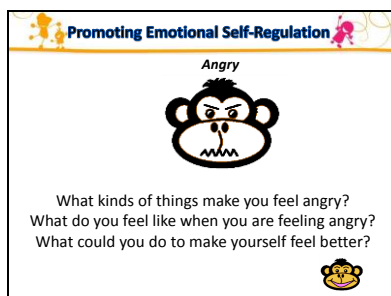 Promoting Emotional Self-Regulation
Angry
What kinds of things make you feel angry?
What do you feel like when you are feeling angry?
What could you do to make yourself feel better?